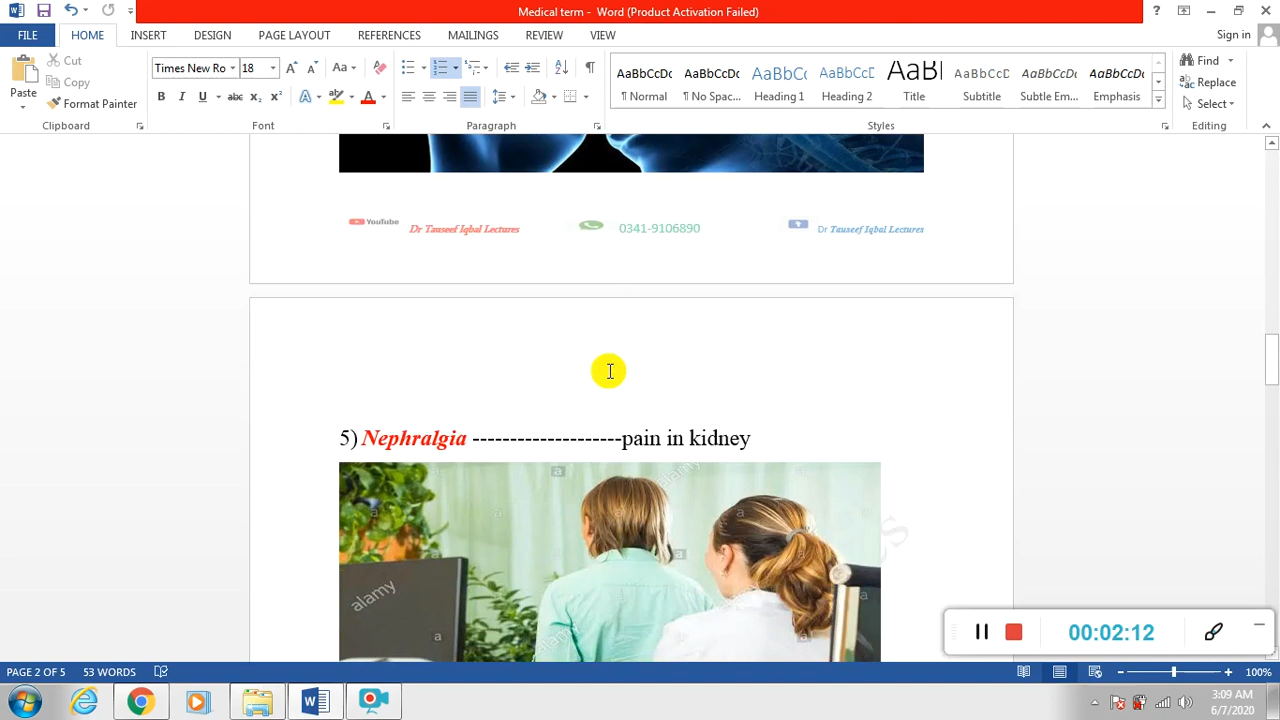 Medical term - Word (Product Activation Failed)
FILE HOME INSERT DESIGN PAGE LAYOUT REFERENCES MAILINGS REVIEW VIEW Sign in
Cut
Copy
Format Painter
Paste
Clipboard
Times New Ro 18
Font
Paragraph
AaBbCcDc AaBbCcDc AaBbCc AaBbCcD AaBl AaBbCcD AaBbCcDc AaBbCcDc
¶ Normal ¶ No Spac... Heading 1 Heading 2 Title Subtitle Subtle Em... Emphasis
Styles
Find
Replace
Select
Editing
YouTube Dr Tauseef Iqbal Lectures 0341-9106890 Dr Tauseef Iqbal Lectures
5) Nephralgia --------------------pain in kidney
alamy
alamy
00:02:12
PAGE 2 OF 5 53 WORDS 100%
3:09 AM
6/7/2020